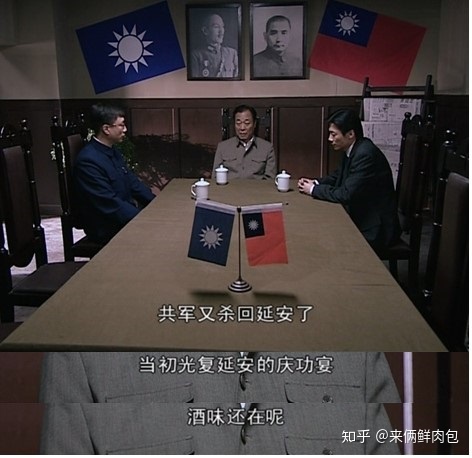 共军又杀回延安了
当初光复延安的庆功宴
酒味还在呢
知乎 @来俩鲜肉包